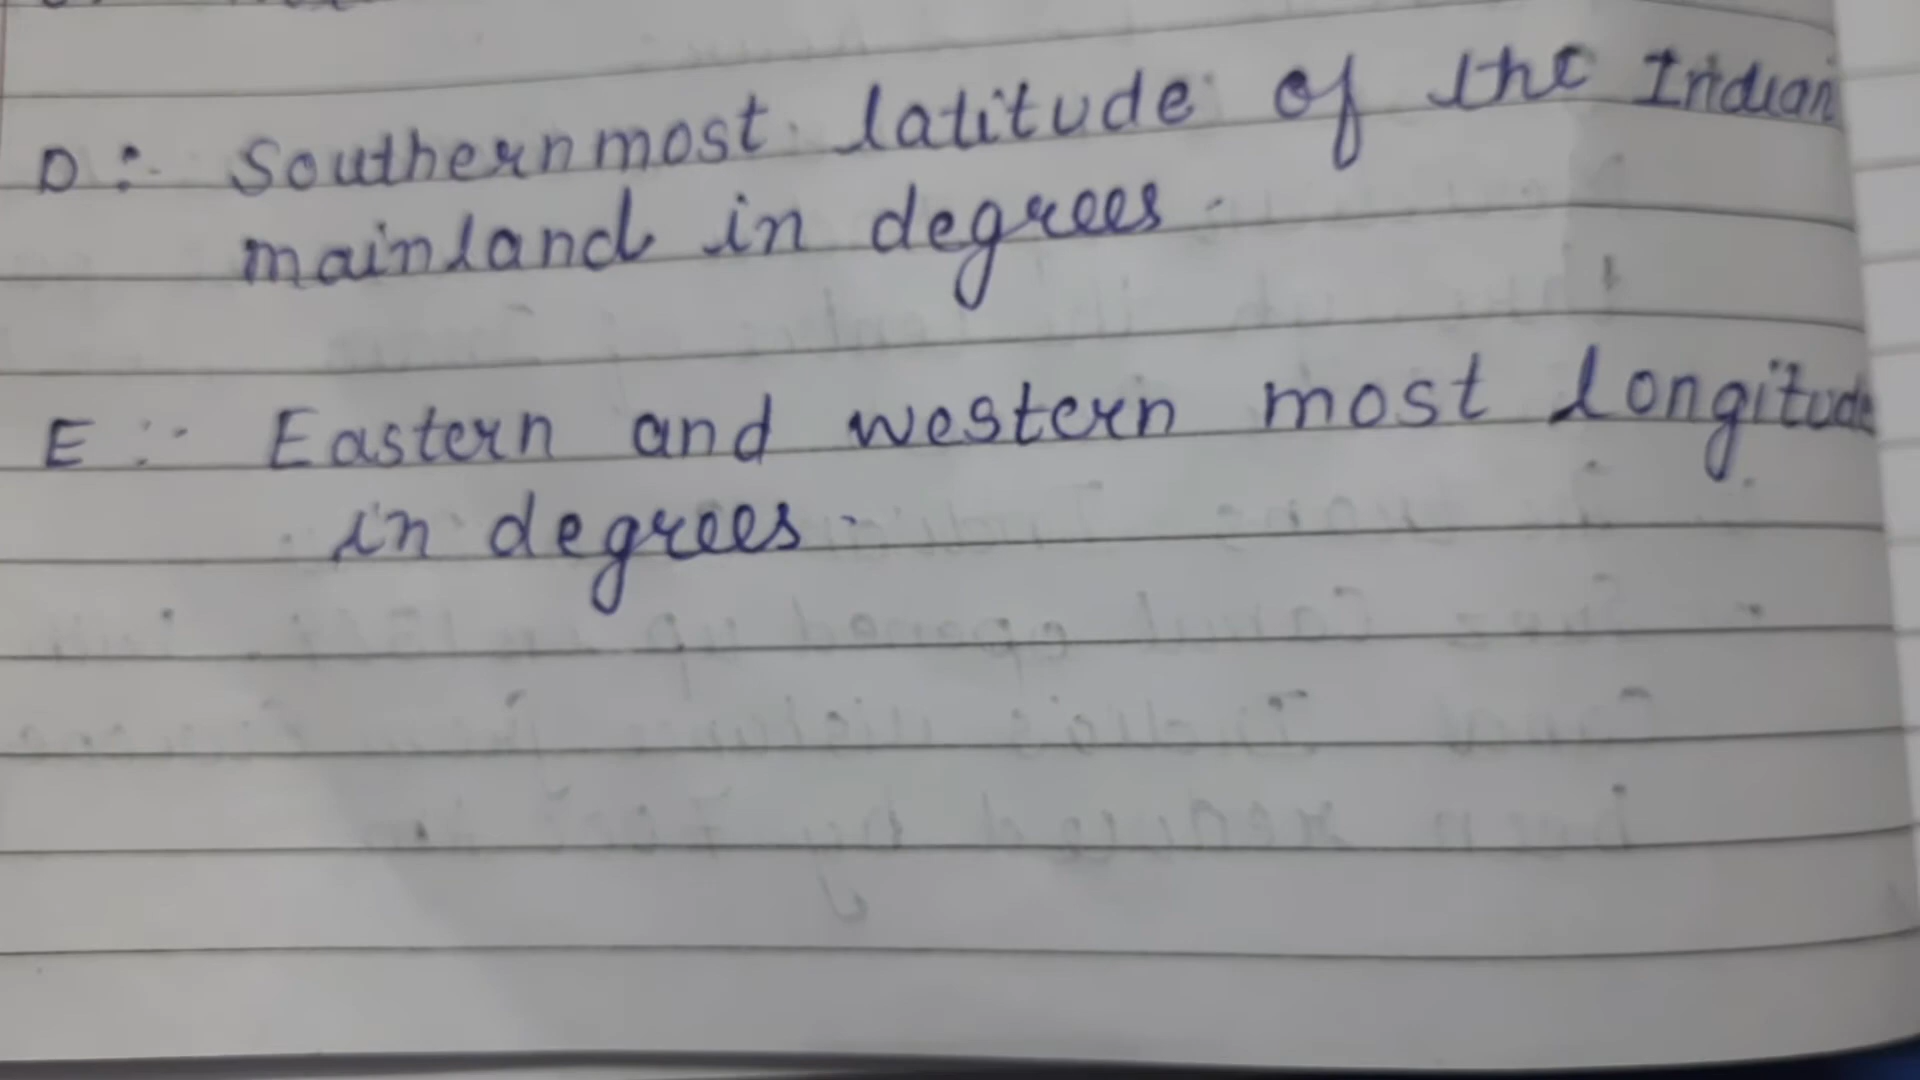 D :- Southernmost latitude of the Indian
mainland in degrees.
E :- Eastern and western most longitude
in degrees.